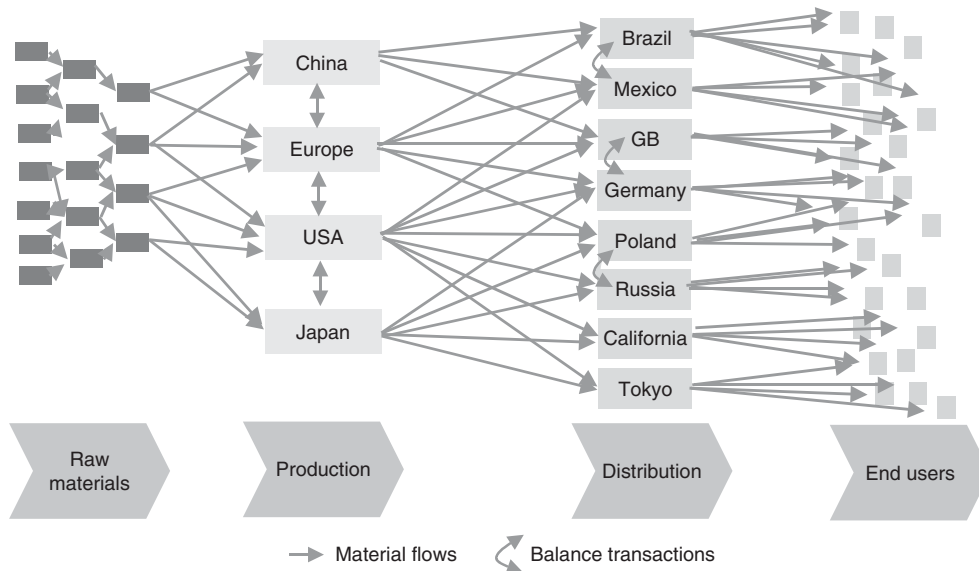 China
Europe
USA
Japan
Brazil
Mexico
GB
Germany
Poland
Russia
California
Tokyo
Raw
materials
Production
Distribution
End users
Material flows
Balance transactions